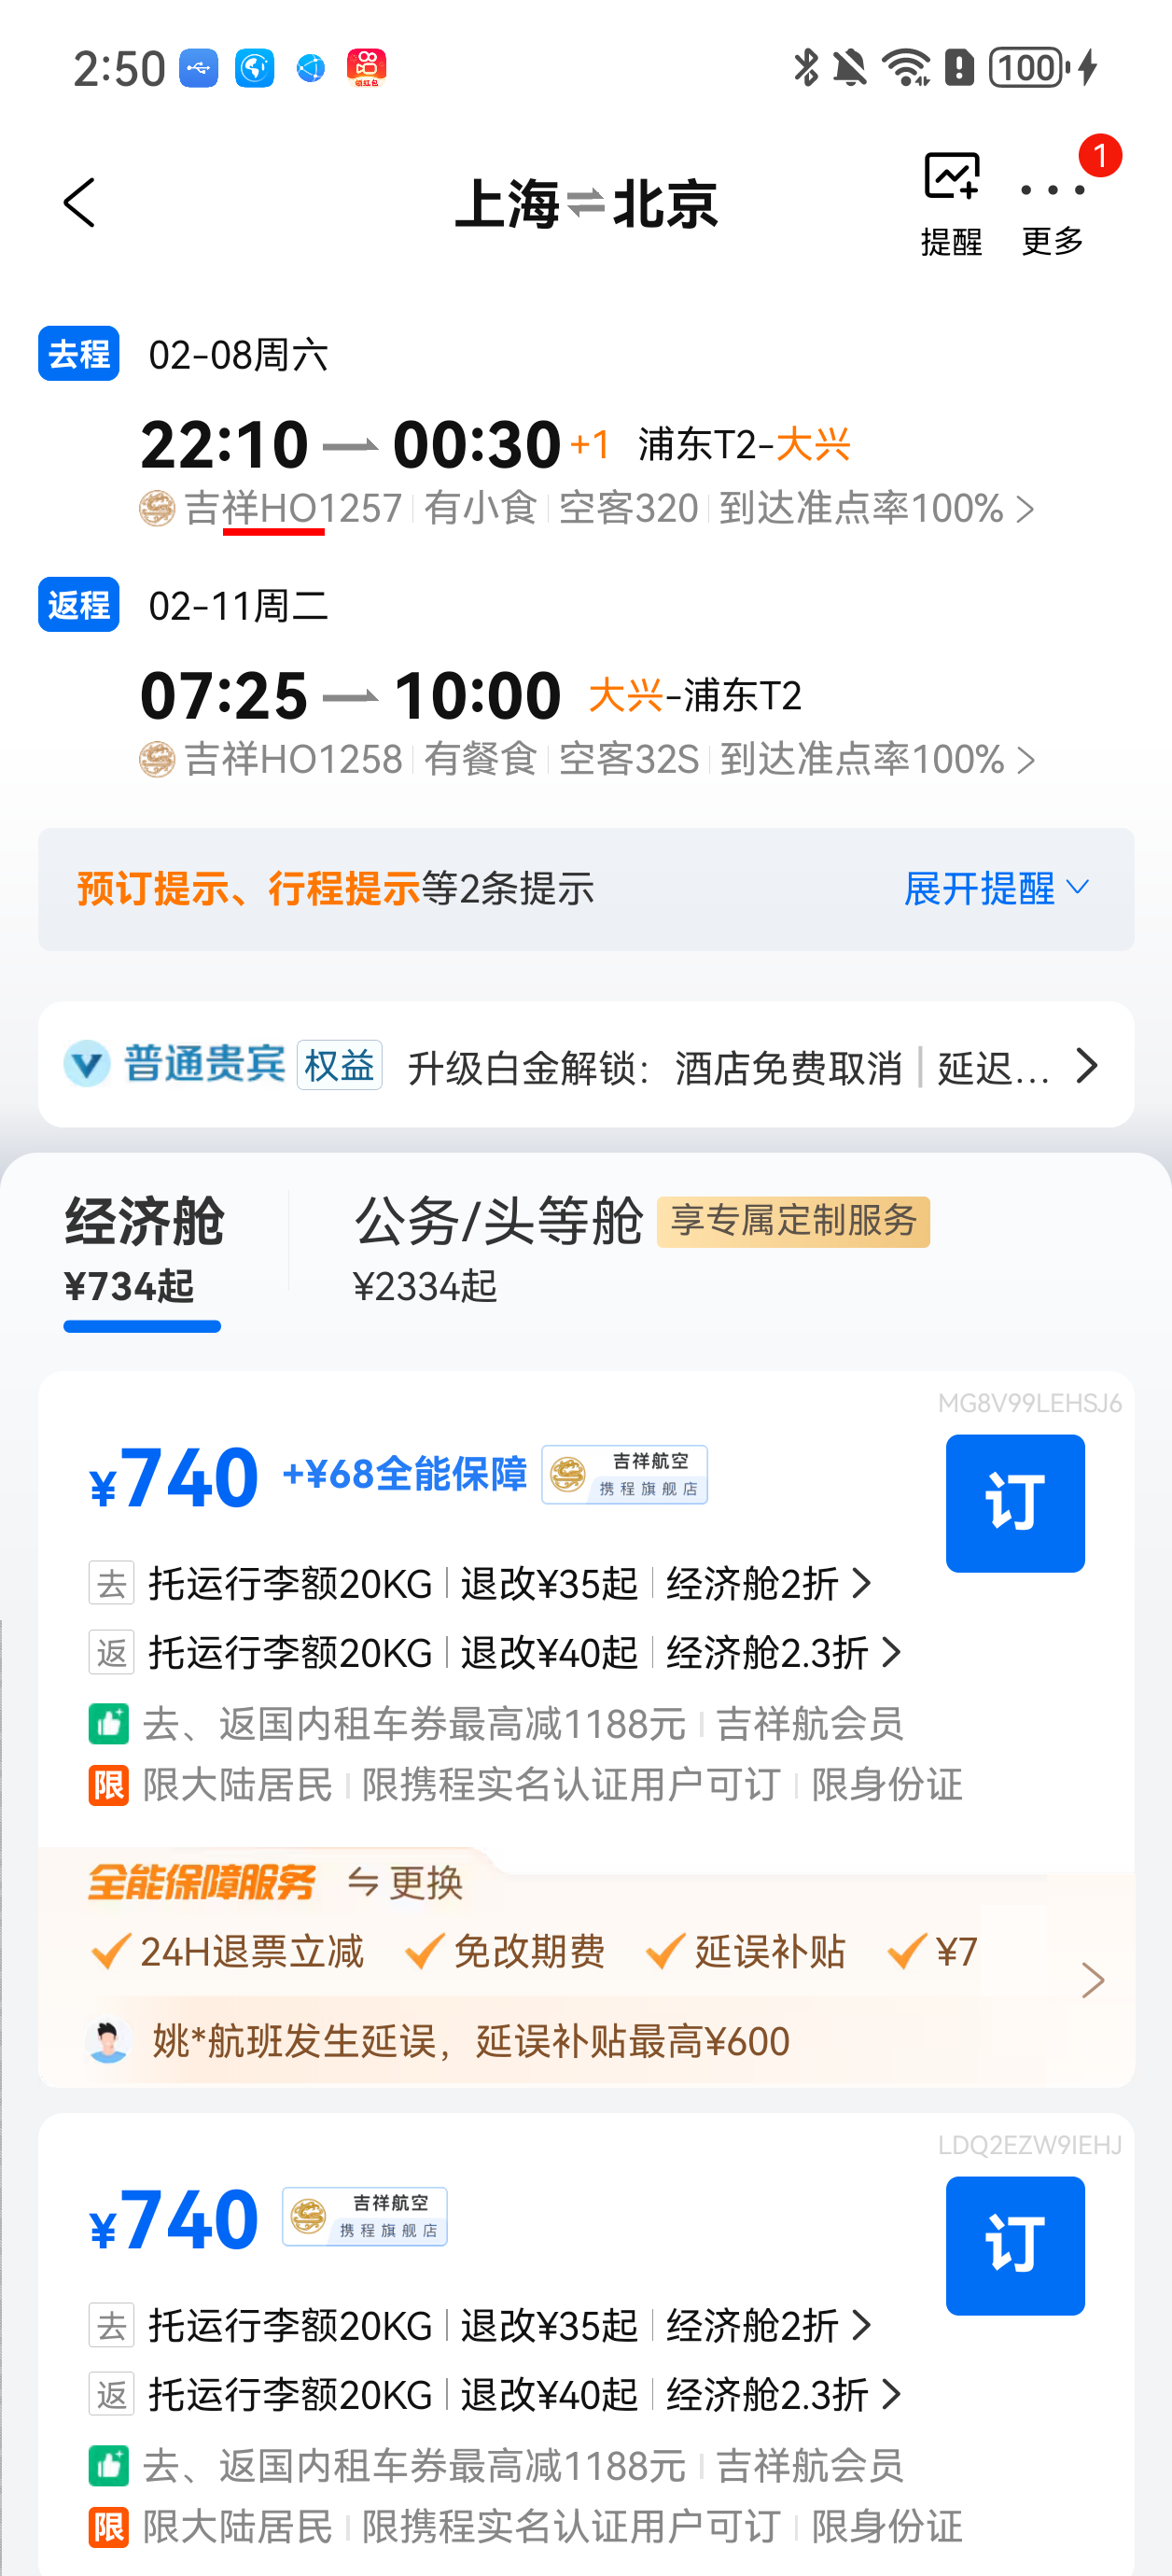 2:50 领红包 100
上海⇌北京
1
提醒 更多
去程 02-08周六
22:10 00:30 +1 浦东T2-大兴
吉祥HO1257 有小食 空客320 到达准点率100%
返程 02-11周二
07:25 10:00 大兴-浦东T2
吉祥HO1258 有餐食 空客32S 到达准点率100%
预订提示、行程提示等2条提示 展开提醒
普通贵宾 权益 升级白金解锁：酒店免费取消 | 延迟...
经济舱 公务/头等舱 享专属定制服务
¥734起 ¥2334起
MG8V99LEHSJ6
¥740 +¥68全能保障 吉祥航空 携程旗舰店 订
去 托运行李额20KG 退改¥35起 经济舱2折
返 托运行李额20KG 退改¥40起 经济舱2.3折
去、返国内租车券最高减1188元 吉祥航会员
限 限大陆居民 限携程实名认证用户可订 限身份证
全能保障服务 更换
24H退票立减 免改期费 延误补贴 ¥7
姚*航班发生延误，延误补贴最高¥600
LDQ2EZW9IEHJ
¥740 吉祥航空 携程旗舰店 订
去 托运行李额20KG 退改¥35起 经济舱2折
返 托运行李额20KG 退改¥40起 经济舱2.3折
去、返国内租车券最高减1188元 吉祥航会员
限 限大陆居民 限携程实名认证用户可订 限身份证